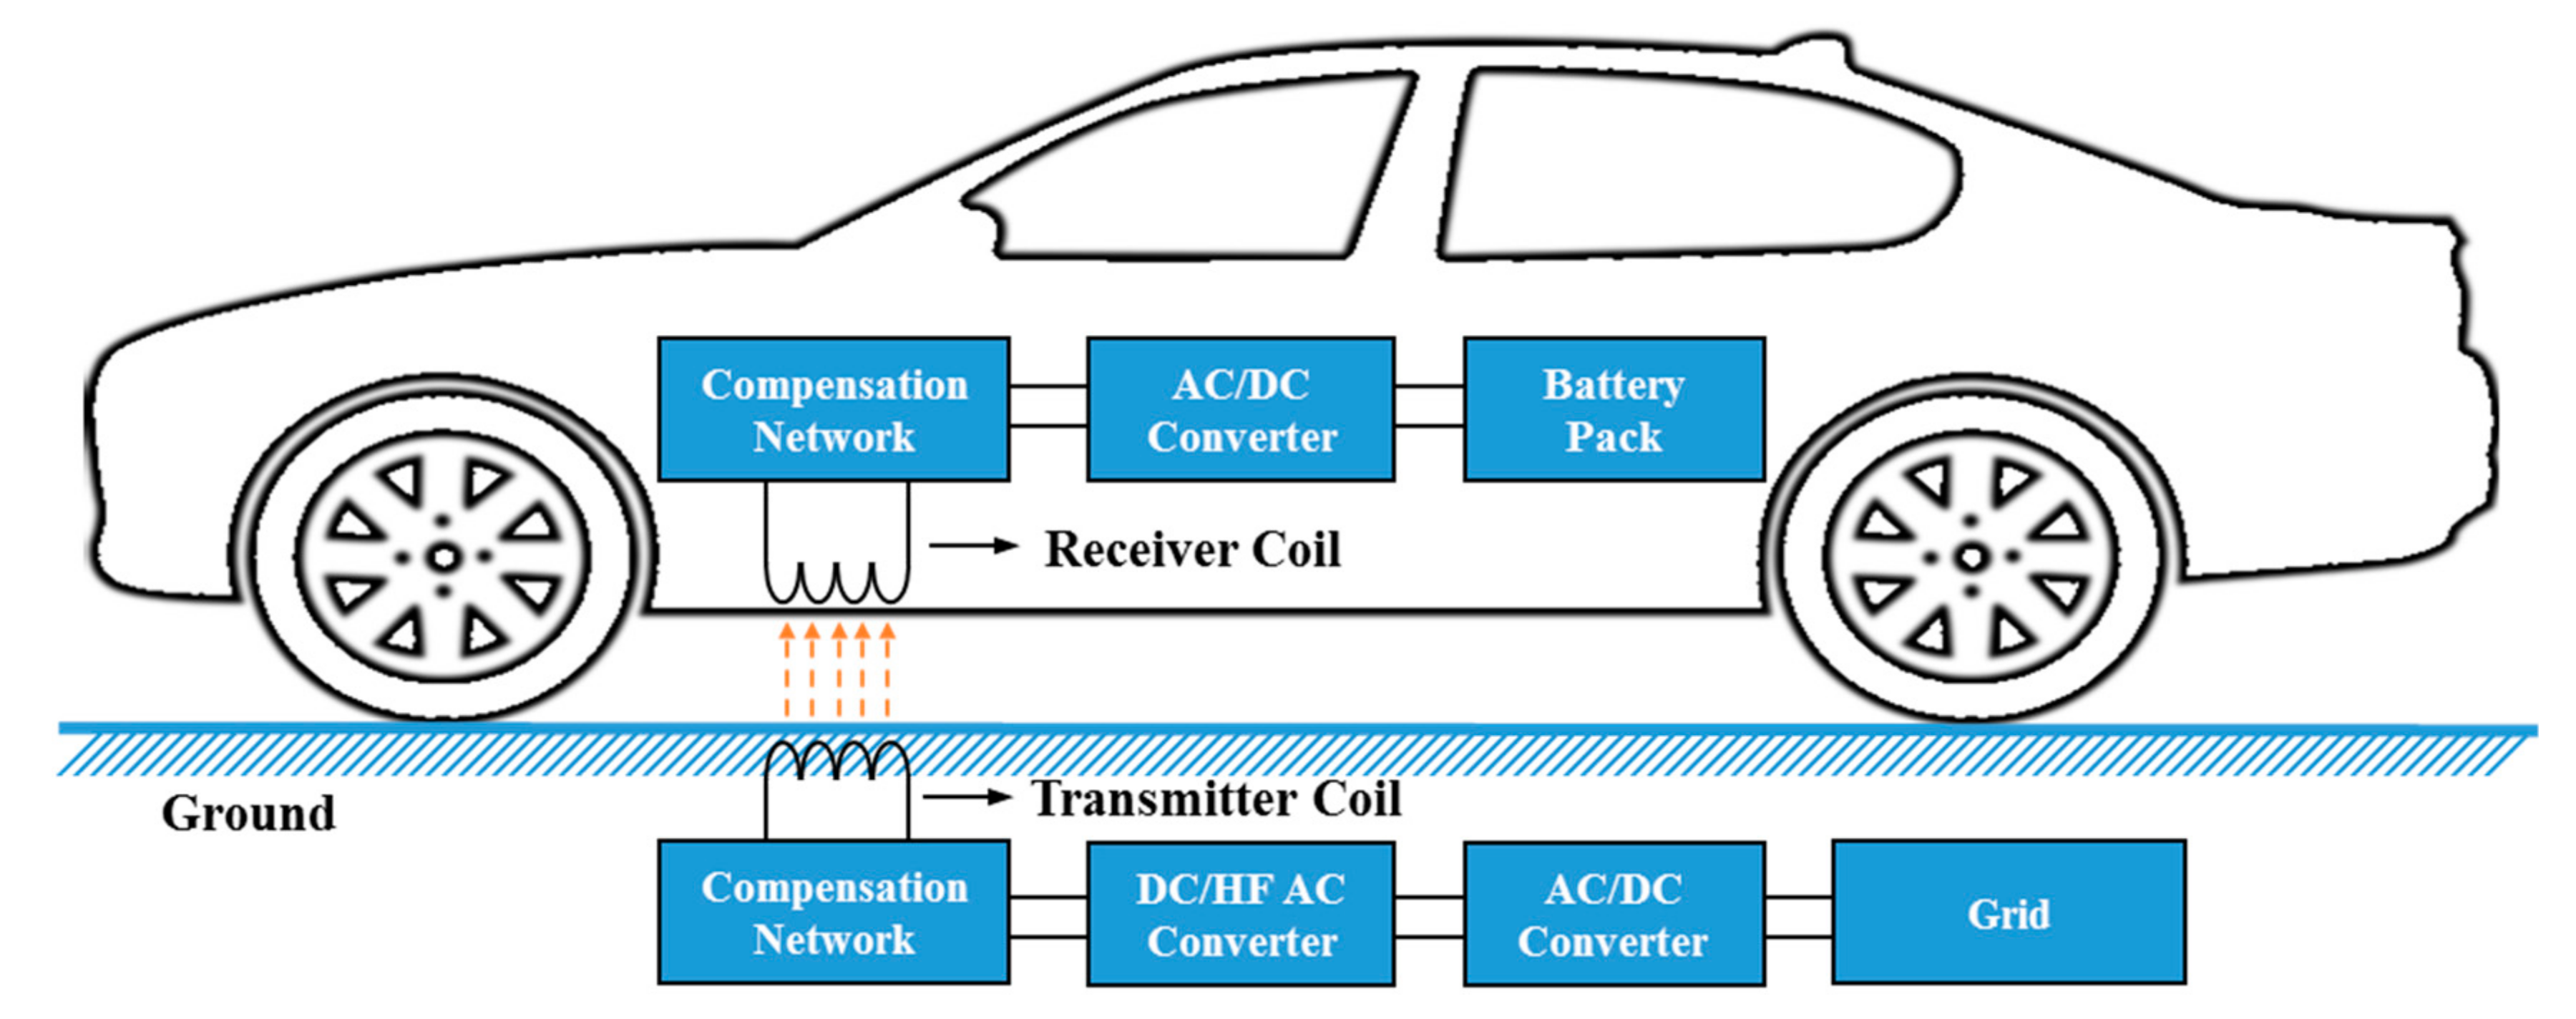 Compensation
Network
AC/DC
Converter
Battery
Pack
Receiver Coil
Transmitter Coil
Ground
Compensation
Network
DC/HF AC
Converter
AC/DC
Converter
Grid